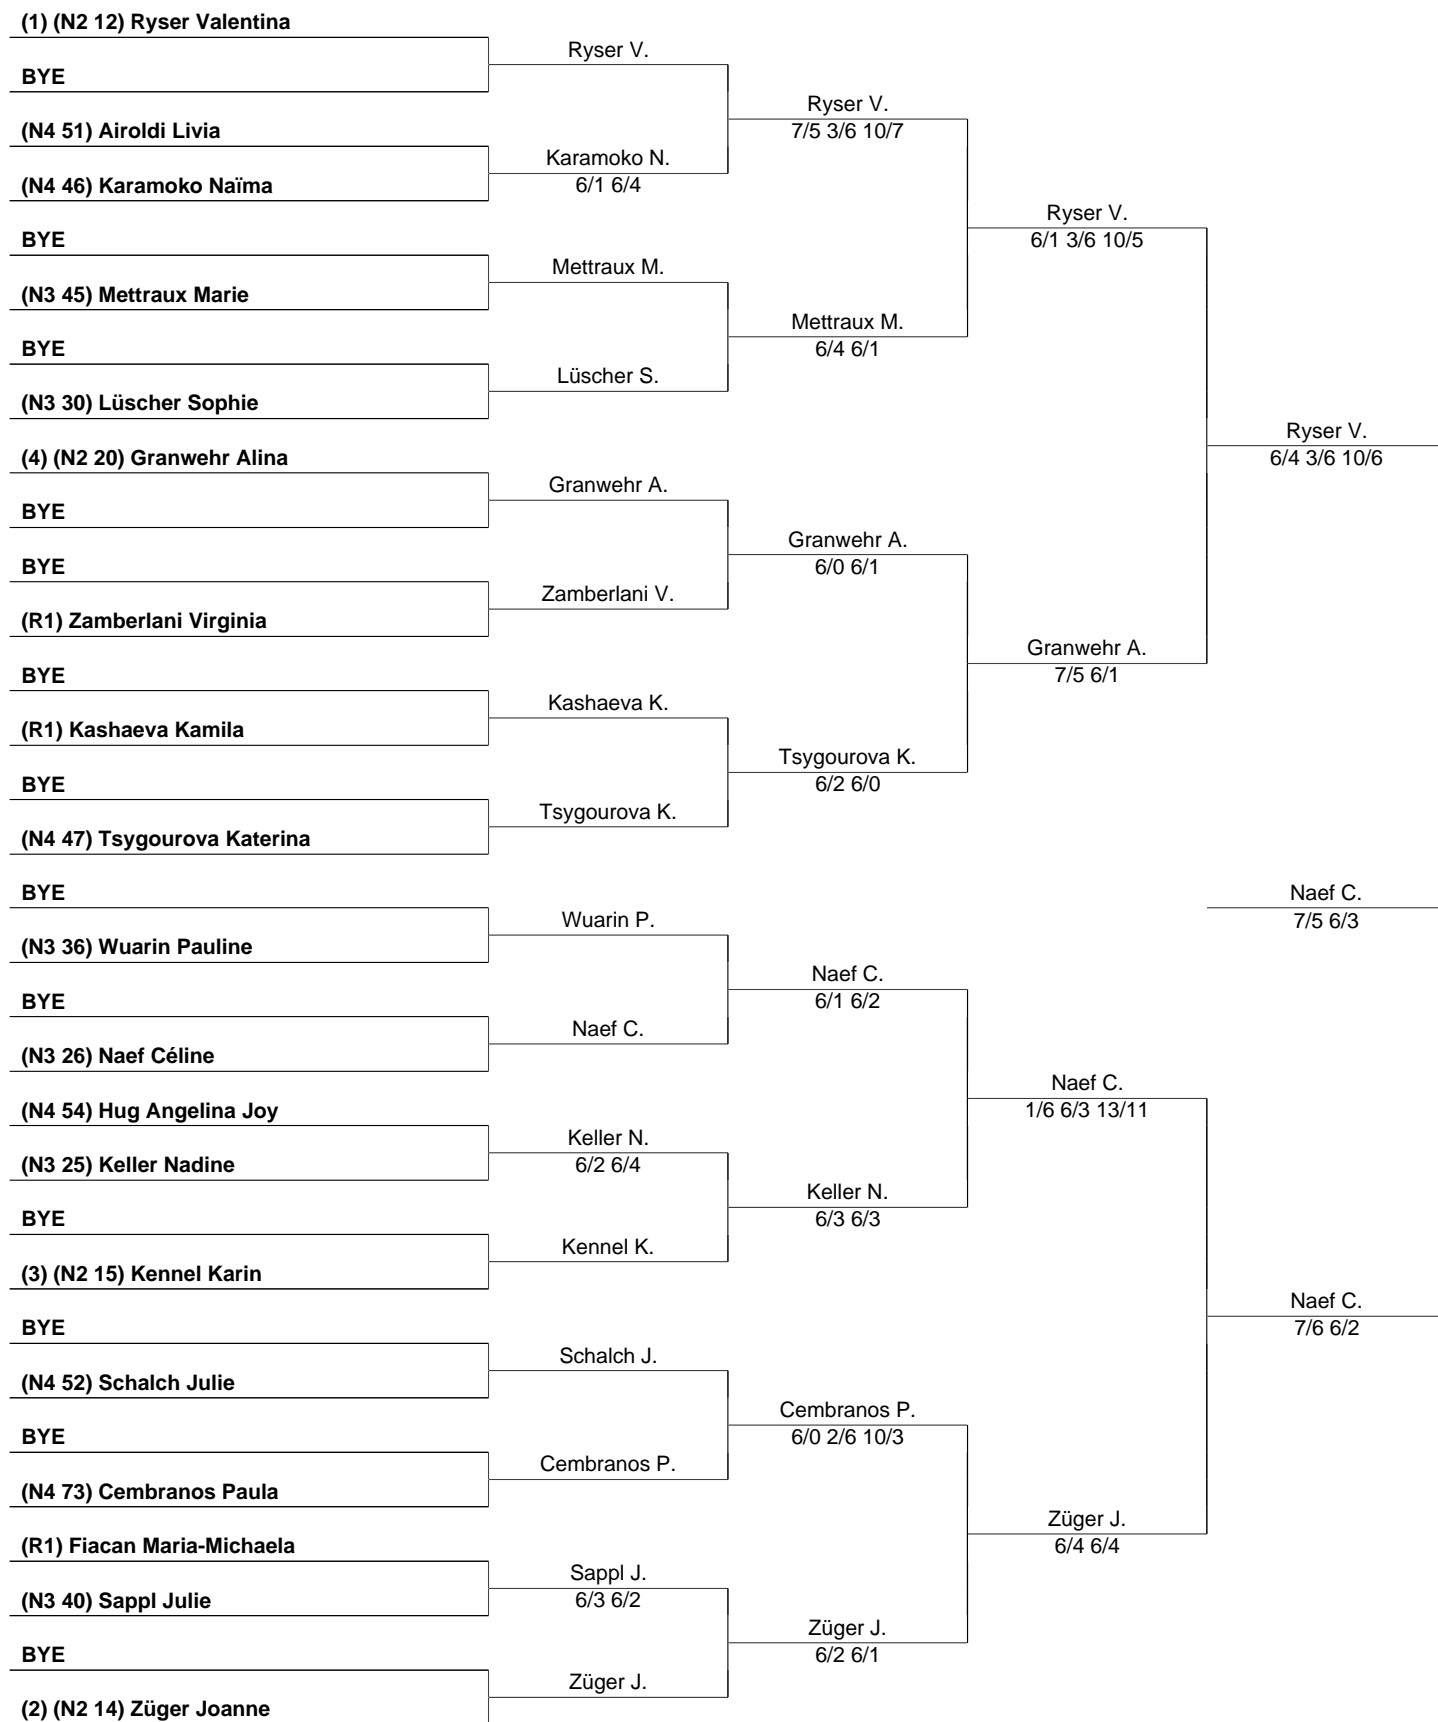 (1) (N2 12) Ryser Valentina
BYE
(N4 51) Airoldi Livia
(N4 46) Karamoko Naïma
BYE
(N3 45) Mettraux Marie
BYE
(N3 30) Lüscher Sophie
(4) (N2 20) Granwehr Alina
BYE
BYE
(R1) Zamberlani Virginia
BYE
(R1) Kashaeva Kamila
BYE
(N4 47) Tsygourova Katerina
BYE
(N3 36) Wuarin Pauline
BYE
(N3 26) Naef Céline
(N4 54) Hug Angelina Joy
(N3 25) Keller Nadine
BYE
(3) (N2 15) Kennel Karin
BYE
(N4 52) Schalch Julie
BYE
(N4 73) Cembranos Paula
(R1) Fiacan Maria-Michaela
(N3 40) Sappl Julie
BYE
(2) (N2 14) Züger Joanne
Ryser V.
Karamoko N.
6/1 6/4
Mettraux M.
Lüscher S.
Granwehr A.
Zamberlani V.
Kashaeva K.
Tsygourova K.
Wuarin P.
Naef C.
Keller N.
6/2 6/4
Kennel K.
Schalch J.
Cembranos P.
Sappl J.
6/3 6/2
Züger J.
Ryser V.
7/5 3/6 10/7
Mettraux M.
6/4 6/1
Granwehr A.
6/0 6/1
Tsygourova K.
6/2 6/0
Naef C.
6/1 6/2
Keller N.
6/3 6/3
Cembranos P.
6/0 2/6 10/3
Züger J.
6/2 6/1
Ryser V.
6/1 3/6 10/5
Granwehr A.
7/5 6/1
Naef C.
1/6 6/3 13/11
Züger J.
6/4 6/4
Ryser V.
6/4 3/6 10/6
Naef C.
7/5 6/3
Naef C.
7/6 6/2